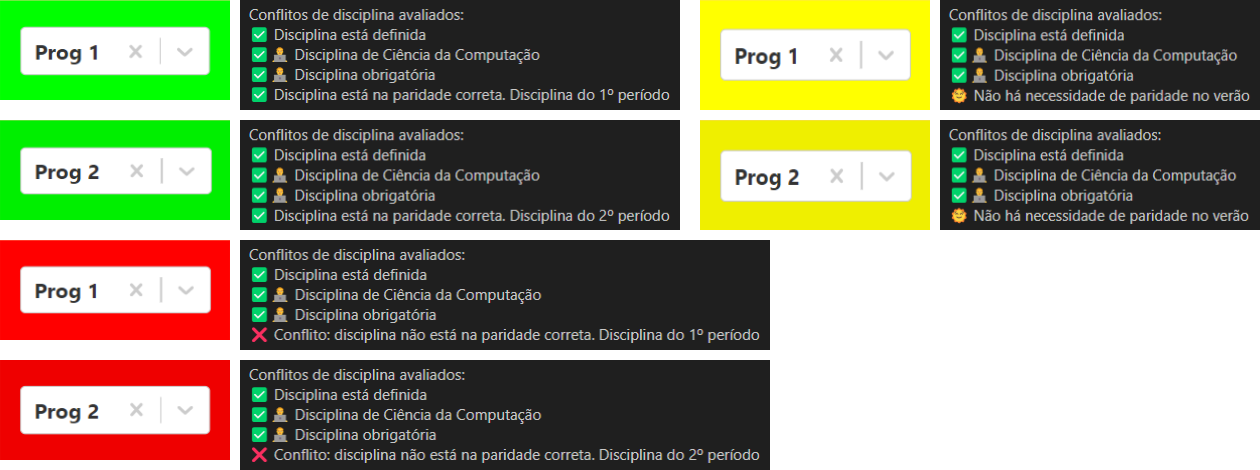 Prog 1
Conflitos de disciplina avaliados:
✅ Disciplina está definida
✅ 🧑‍💻 Disciplina de Ciência da Computação
✅ 🧑‍💻 Disciplina obrigatória
✅ Disciplina está na paridade correta. Disciplina do 1º período
Prog 1
Conflitos de disciplina avaliados:
✅ Disciplina está definida
✅ 🧑‍💻 Disciplina de Ciência da Computação
✅ 🧑‍💻 Disciplina obrigatória
🌞 Não há necessidade de paridade no verão
Prog 2
Conflitos de disciplina avaliados:
✅ Disciplina está definida
✅ 🧑‍💻 Disciplina de Ciência da Computação
✅ 🧑‍💻 Disciplina obrigatória
✅ Disciplina está na paridade correta. Disciplina do 2º período
Prog 2
Conflitos de disciplina avaliados:
✅ Disciplina está definida
✅ 🧑‍💻 Disciplina de Ciência da Computação
✅ 🧑‍💻 Disciplina obrigatória
🌞 Não há necessidade de paridade no verão
Prog 1
Conflitos de disciplina avaliados:
✅ Disciplina está definida
✅ 🧑‍💻 Disciplina de Ciência da Computação
✅ 🧑‍💻 Disciplina obrigatória
❌ Conflito: disciplina não está na paridade correta. Disciplina do 1º período
Prog 2
Conflitos de disciplina avaliados:
✅ Disciplina está definida
✅ 🧑‍💻 Disciplina de Ciência da Computação
✅ 🧑‍💻 Disciplina obrigatória
❌ Conflito: disciplina não está na paridade correta. Disciplina do 2º período